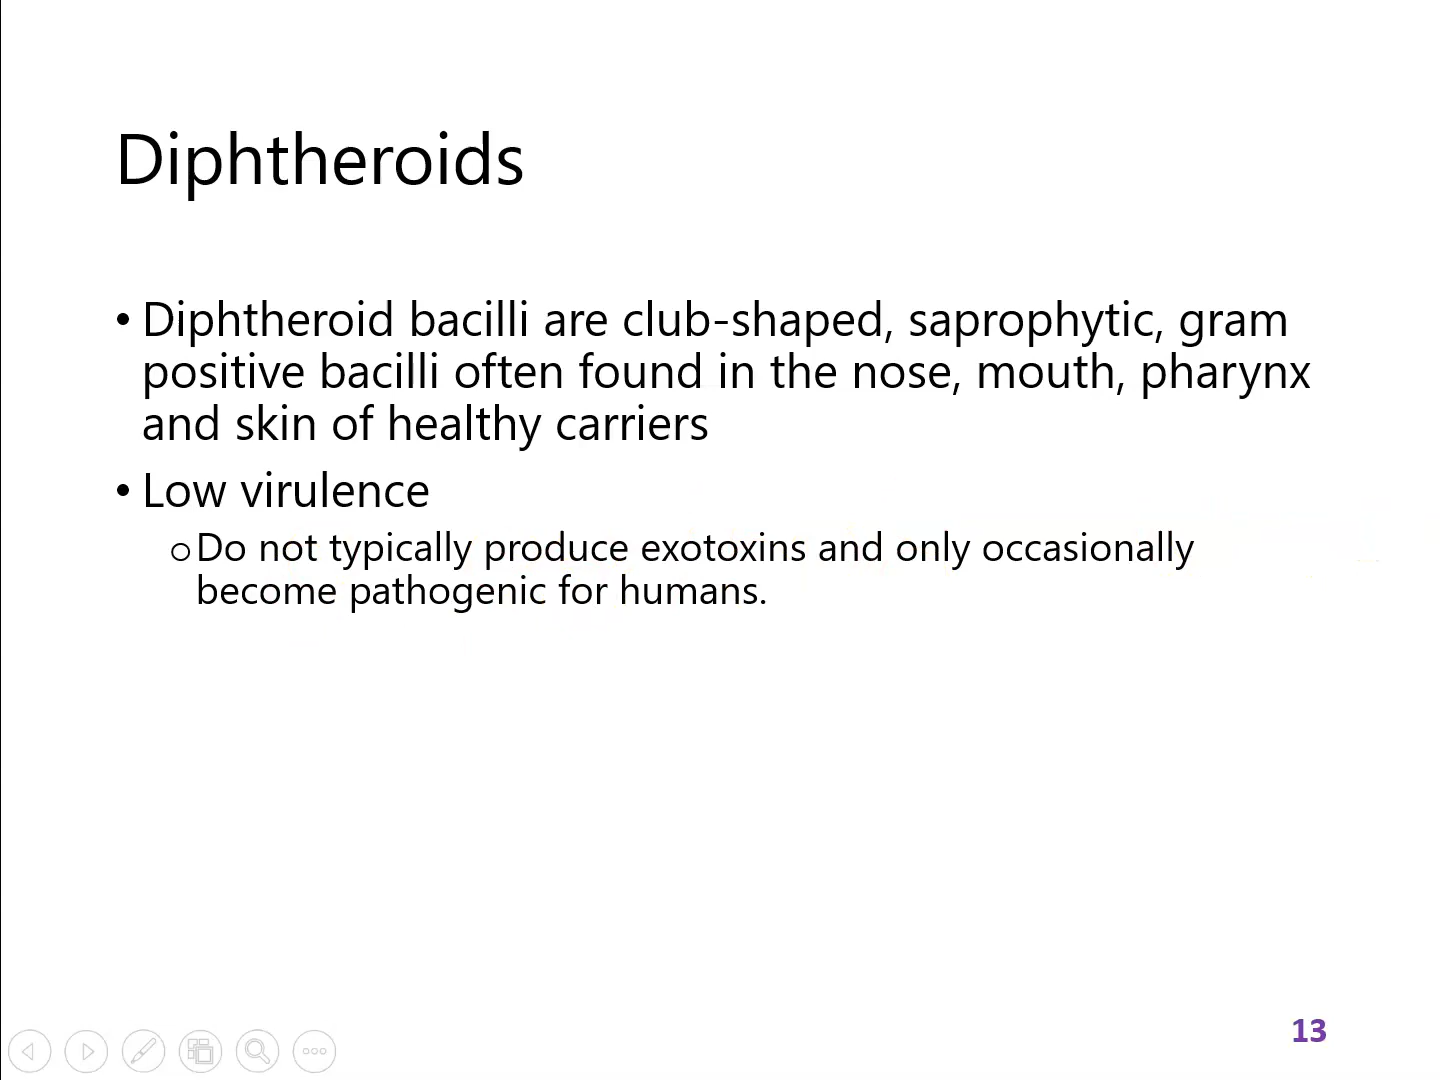 Diphtheroids
• Diphtheroid bacilli are club-shaped, saprophytic, gram
positive bacilli often found in the nose, mouth, pharynx
and skin of healthy carriers
• Low virulence
o Do not typically produce exotoxins and only occasionally
become pathogenic for humans.
13